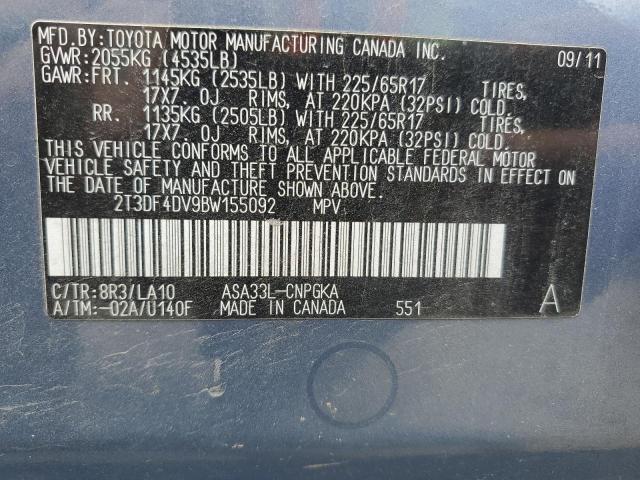 MFD.BY:TOYOTA MOTOR MANUFACTURING CANADA INC.
GVWR:2055KG (4535LB) 09/11
GAWR:FRT. 1145KG (2535LB) WITH 225/65R17 TIRES,
17X7. 0J RIMS, AT 220KPA (32PSI) COLD.
RR. 1135KG (2505LB) WITH 225/65R17 TIRES,
17X7. 0J RIMS, AT 220KPA (32PSI) COLD.
THIS VEHICLE CONFORMS TO ALL APPLICABLE FEDERAL MOTOR
VEHICLE SAFETY AND THEFT PREVENTION STANDARDS IN EFFECT
ON THE DATE OF MANUFACTURE SHOWN ABOVE.
2T3DF4DV9BW155092 MPV
C/TR:8R3/LA10 ASA33L-CNPGKA
A/TM:-02A/U140F MADE IN CANADA 551 A